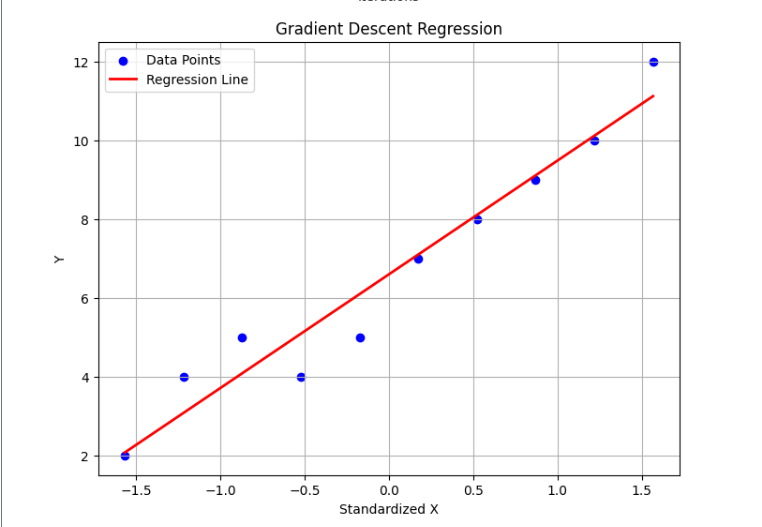 Iterations
Gradient Descent Regression
Data Points
Regression Line
12
10
8
6
4
2
Y
−1.5 −1.0 −0.5 0.0 0.5 1.0 1.5
Standardized X